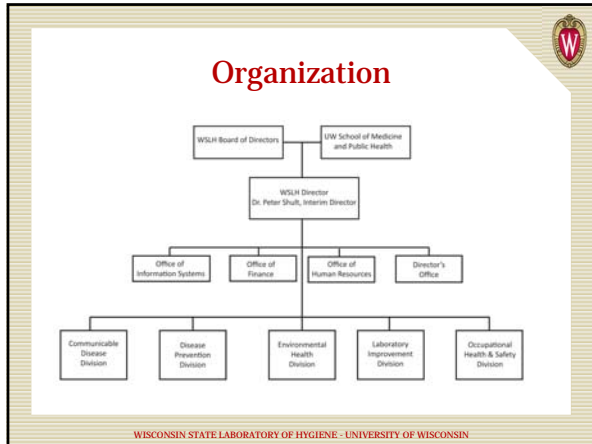 W
Organization
WSLH Board of Directors
UW School of Medicine
and Public Health
WSLH Director
Dr. Peter Shult, Interim Director
Office of
Information Systems
Office of
Finance
Office of
Human Resources
Director's
Office
Communicable
Disease
Division
Disease
Prevention
Division
Environmental
Health
Division
Laboratory
Improvement
Division
Occupational
Health & Safety
Division
WISCONSIN STATE LABORATORY OF HYGIENE - UNIVERSITY OF WISCONSIN